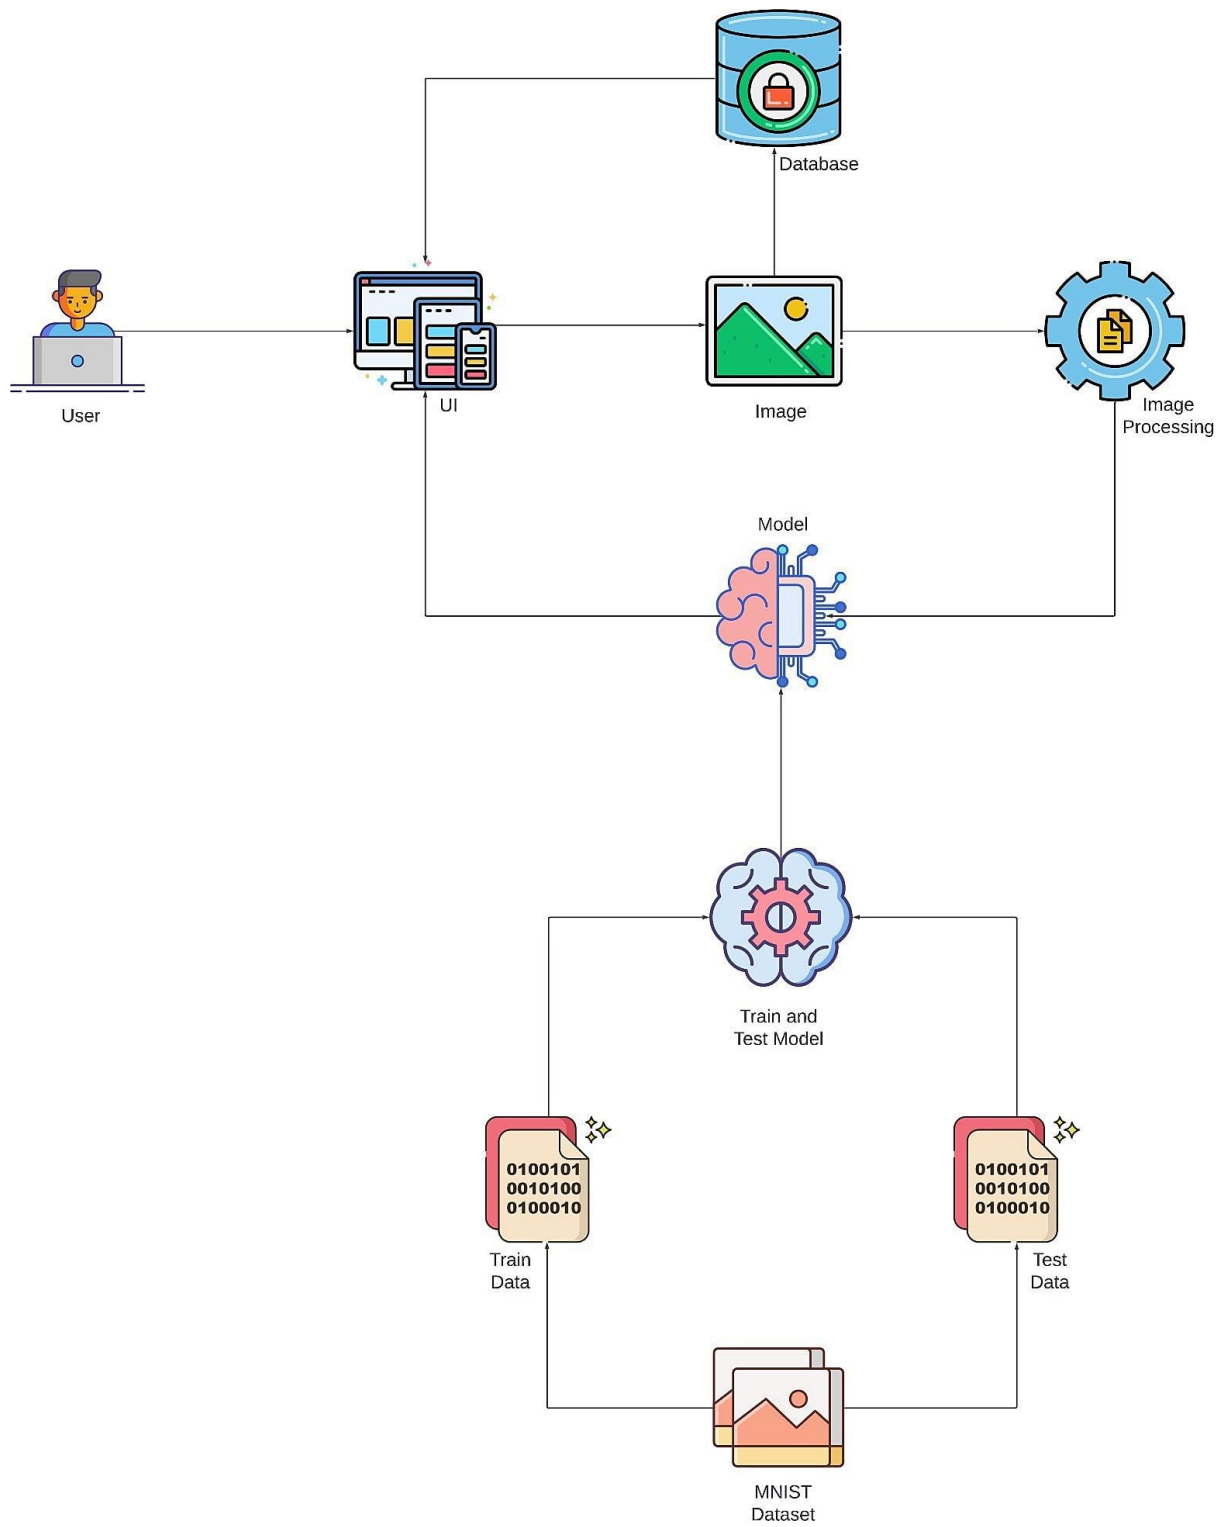 Database
User
UI
Image
Image
Processing
Model
Train and
Test Model
0100101
0010100
0100010
Train
Data
0100101
0010100
0100010
Test
Data
MNIST
Dataset